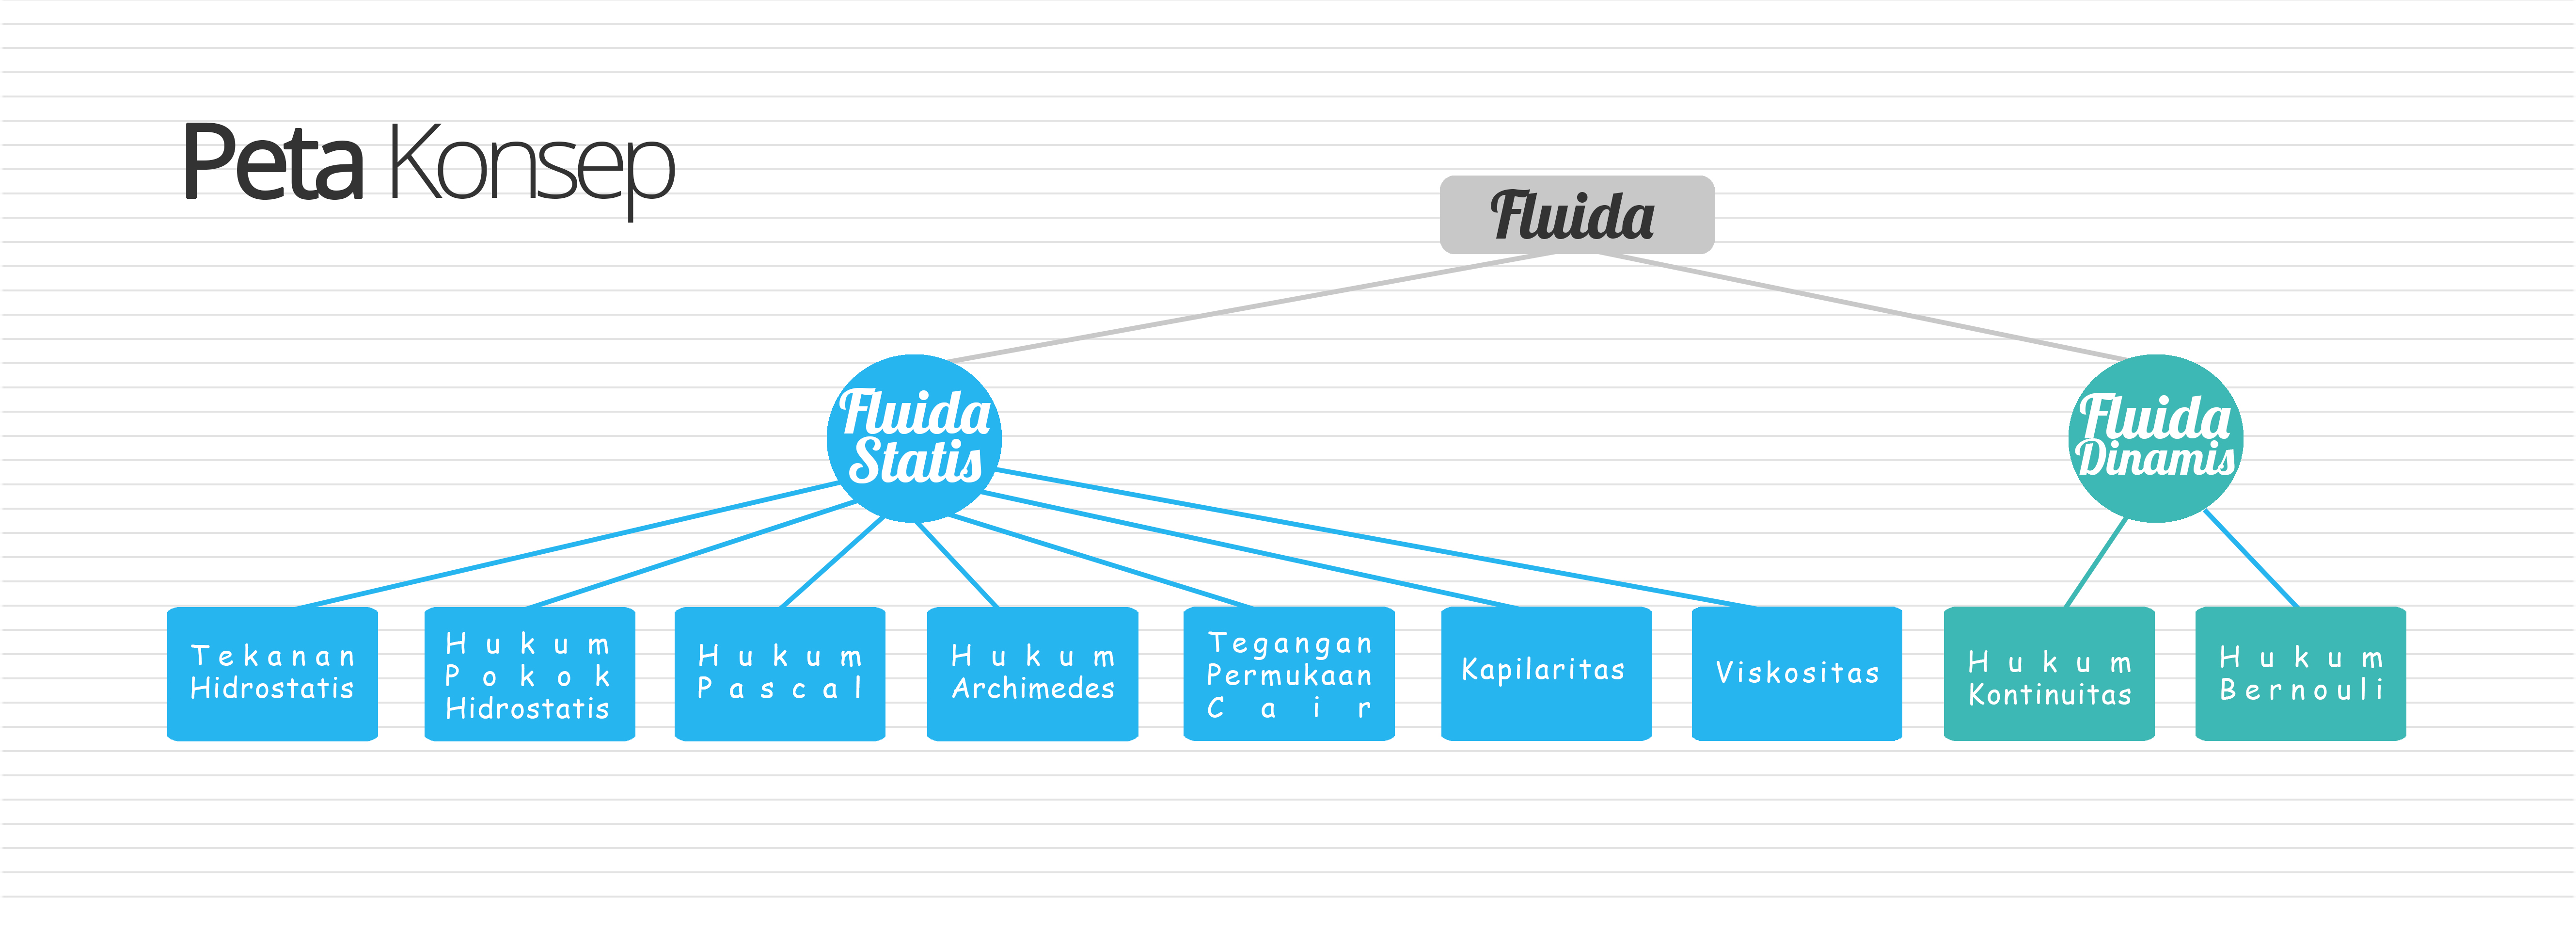 Peta Konsep
Fluida
Fluida
Statis
Fluida
Dinamis
Tekanan
Hidrostatis
Hukum
Pokok
Hidrostatis
Hukum
Pascal
Hukum
Archimedes
Tegangan
Permukaan
Cair
Kapilaritas
Viskositas
Hukum
Kontinuitas
Hukum
Bernouli